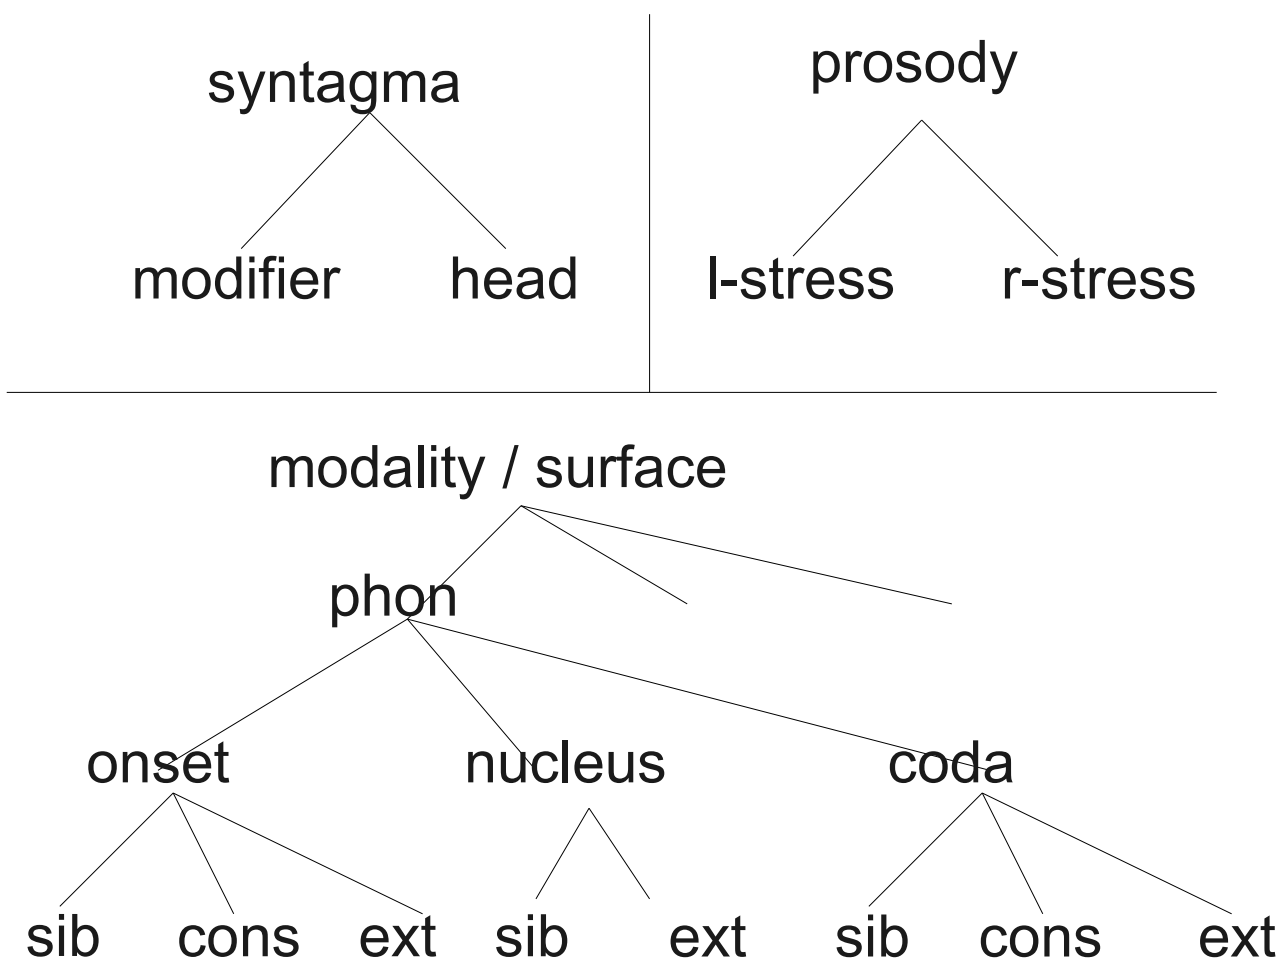 syntagma
modifier head
prosody
l-stress r-stress
modality / surface
phon
onset nucleus coda
sib cons ext sib ext sib cons ext